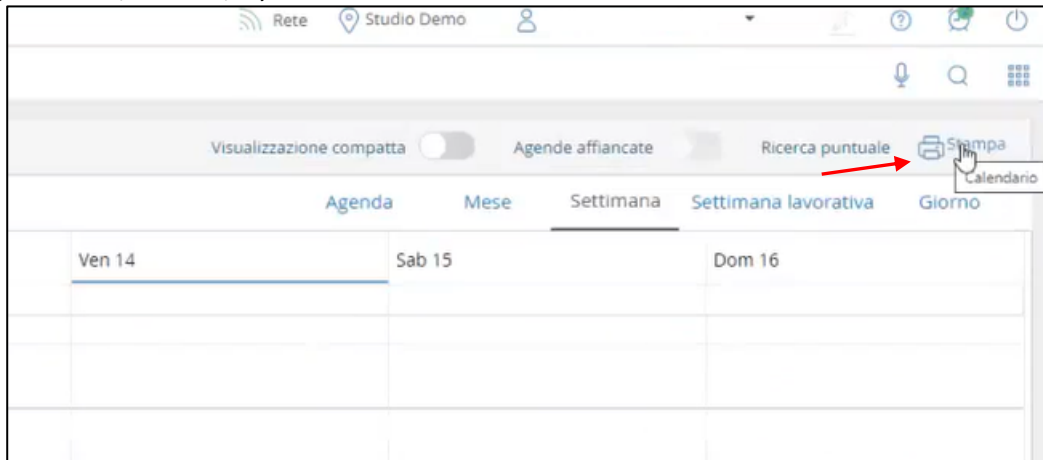 Rete Studio Demo
Visualizzazione compatta Agende affiancate Ricerca puntuale Stampa
Calendario
Agenda Mese Settimana Settimana lavorativa Giorno
Ven 14 Sab 15 Dom 16